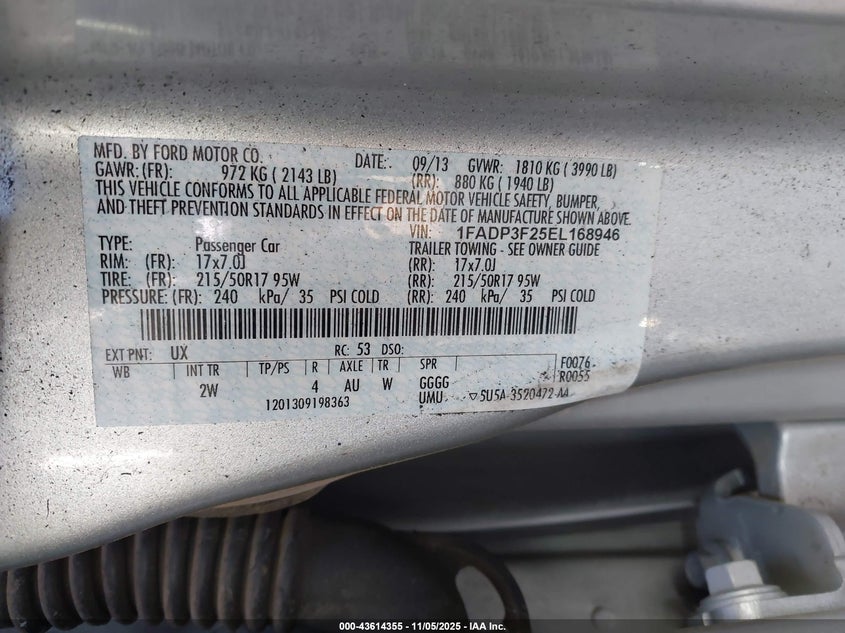 MFD. BY FORD MOTOR CO. DATE: 09/13 GVWR: 1810 KG ( 3990 LB)
GAWR: (FR): 972 KG ( 2143 LB) (RR): 880 KG ( 1940 LB)
THIS VEHICLE CONFORMS TO ALL APPLICABLE FEDERAL MOTOR VEHICLE SAFETY, BUMPER,
AND THEFT PREVENTION STANDARDS IN EFFECT ON THE DATE OF MANUFACTURE SHOWN ABOVE.
VIN: 1FADP3F25EL168946
TYPE: Passenger Car TRAILER TOWING - SEE OWNER GUIDE
RIM: (FR): 17x7.0J (RR): 17x7.0J
TIRE: (FR): 215/50R17 95W (RR): 215/50R17 95W
PRESSURE: (FR): 240 kPa/ 35 PSI COLD (RR): 240 kPa/ 35 PSI COLD
EXT PNT: UX RC: 53 DSO:
WB INT TR TP/PS R AXLE TR SPR F0076
R0055
2W 4 AU W GGGG
1201309198363 UMU ▽5U5A-3520472-AA
000-43614355 - 11/05/2025 - IAA Inc.